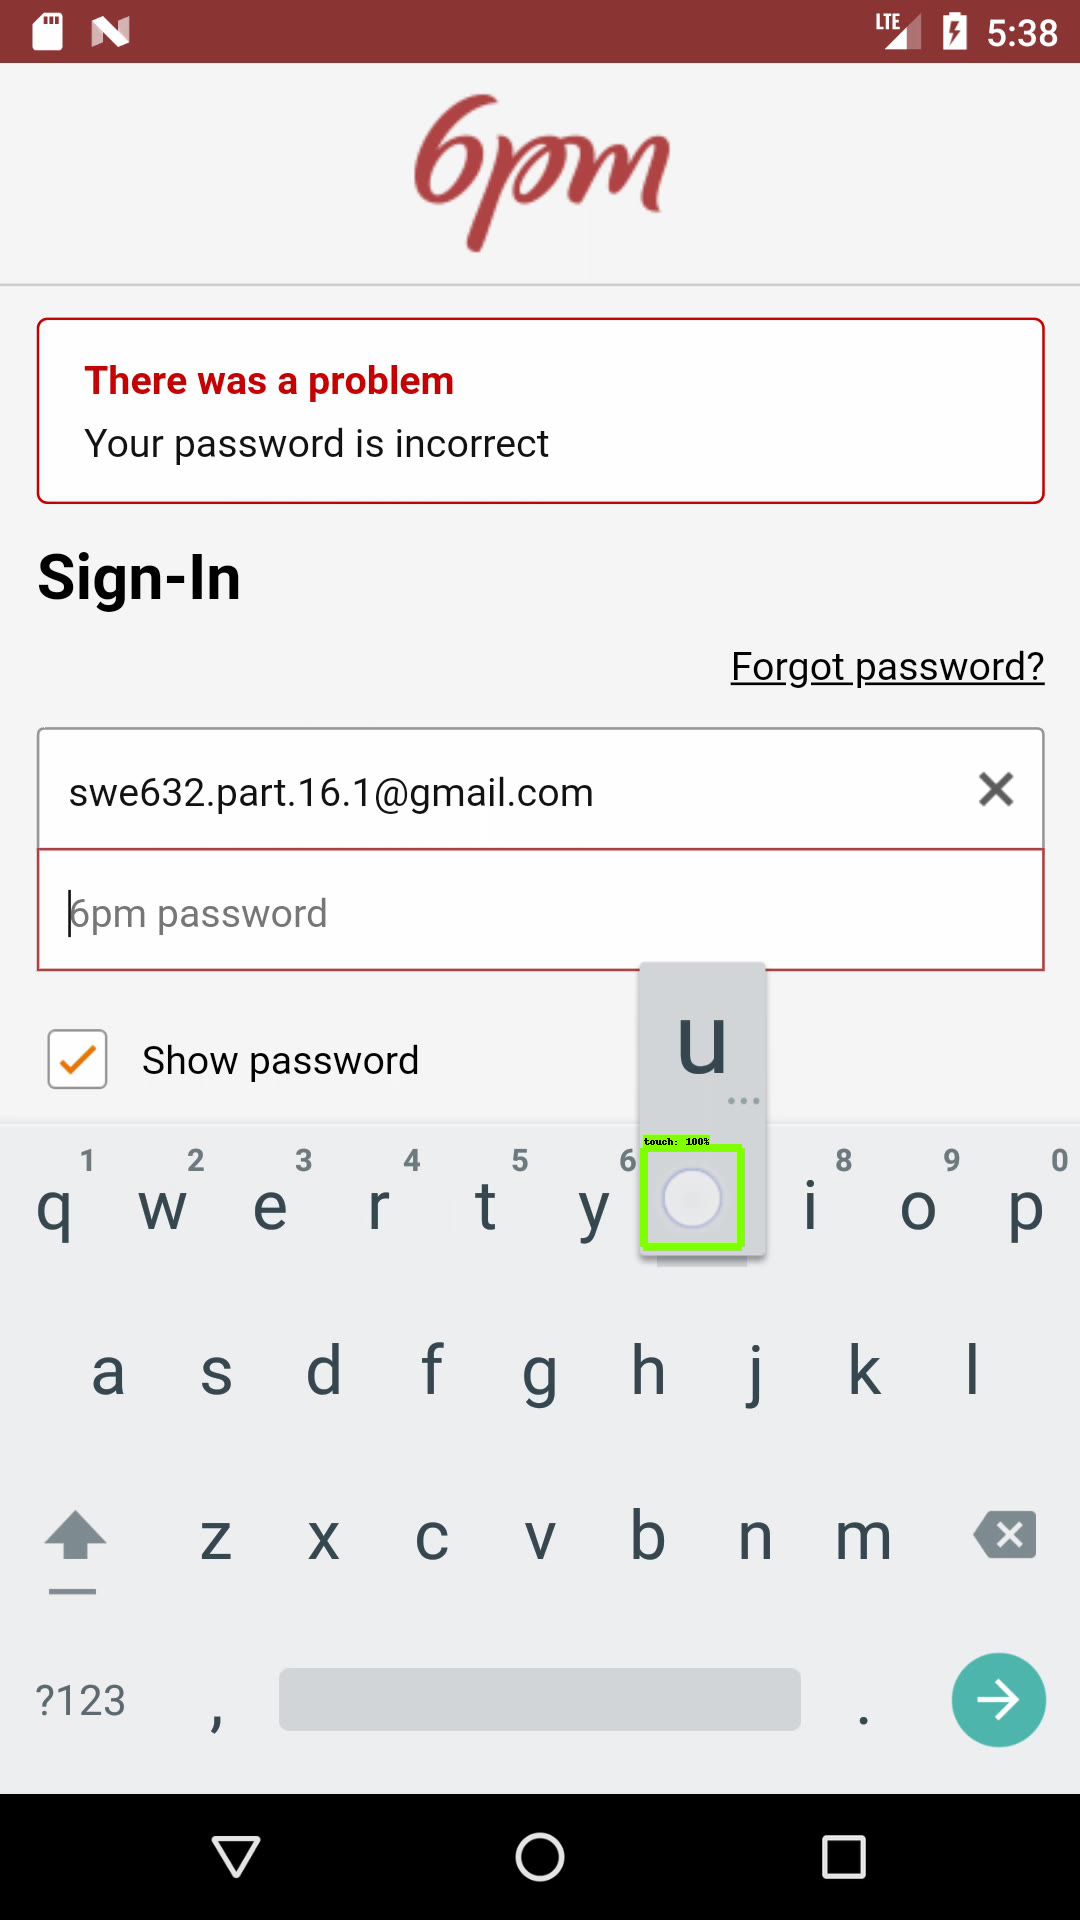 LTE 5:38
6pm
There was a problem
Your password is incorrect
Sign-In
Forgot password?
swe632.part.16.1@gmail.com
6pm password
Show password
u
touch: 100%
1 2 3 4 5 6 8 9 0
q w e r t y i o p
a s d f g h j k l
z x c v b n m
?123 , .